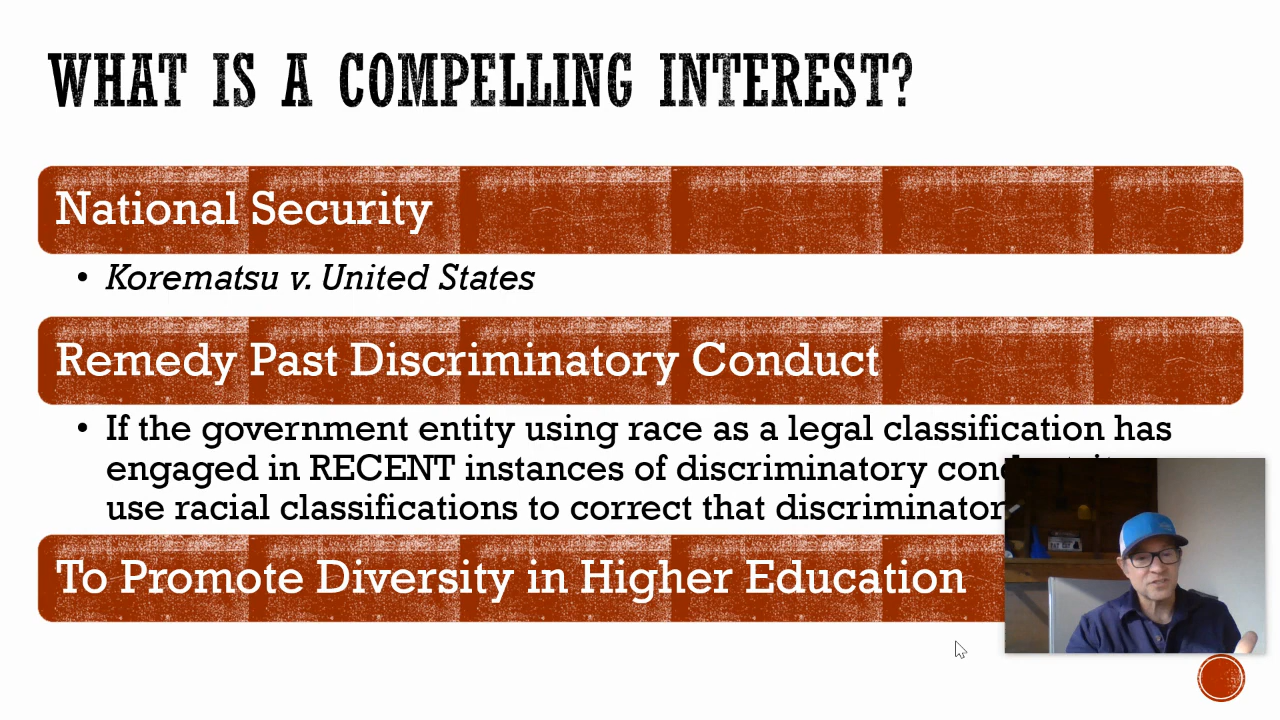 WHAT IS A COMPELLING INTEREST?
National Security
• Korematsu v. United States
Remedy Past Discriminatory Conduct
• If the government entity using race as a legal classification has
engaged in RECENT instances of discriminatory
use racial classifications to correct that
To Promote Diversity in Higher Education